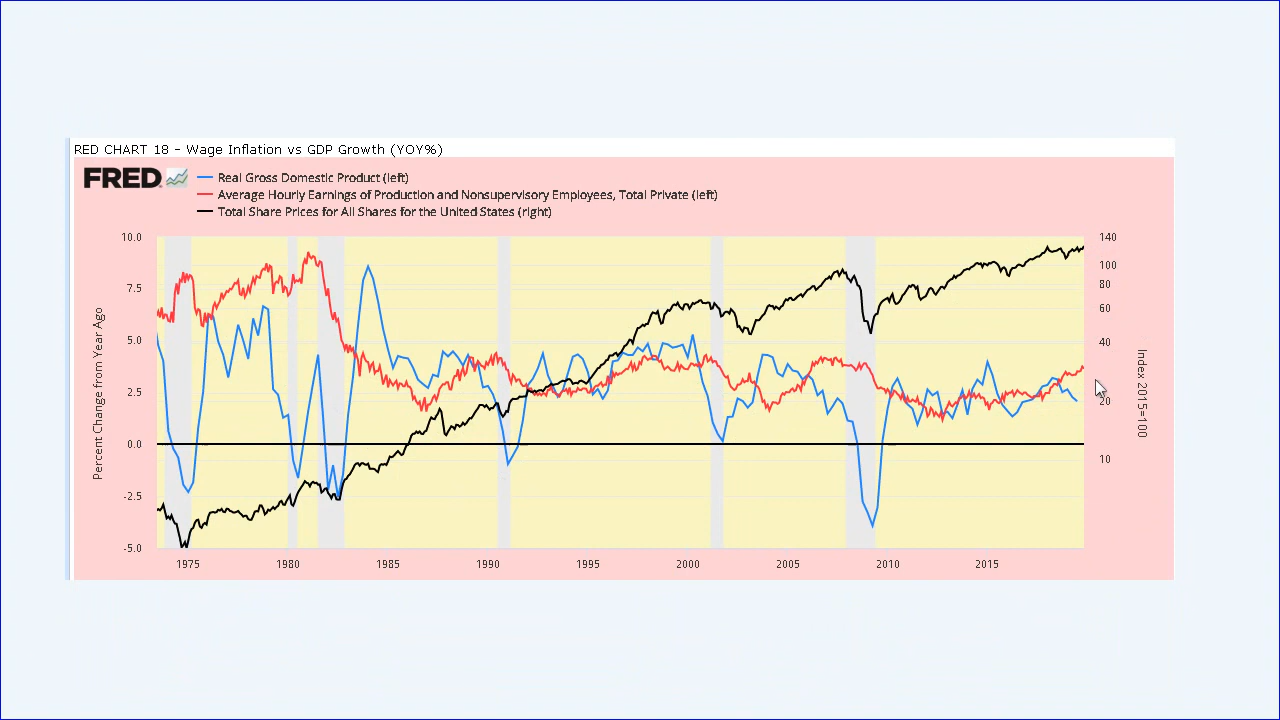 RED CHART 18 - Wage Inflation vs GDP Growth (YOY%)
FRED
Real Gross Domestic Product (left)
Average Hourly Earnings of Production and Nonsupervisory Employees, Total Private (left)
Total Share Prices for All Shares for the United States (right)
10.0
7.5
5.0
2.5
0.0
-2.5
-5.0
Percent Change from Year Ago
140
100
80
60
40
20
10
Index 2015=100
1975 1980 1985 1990 1995 2000 2005 2010 2015